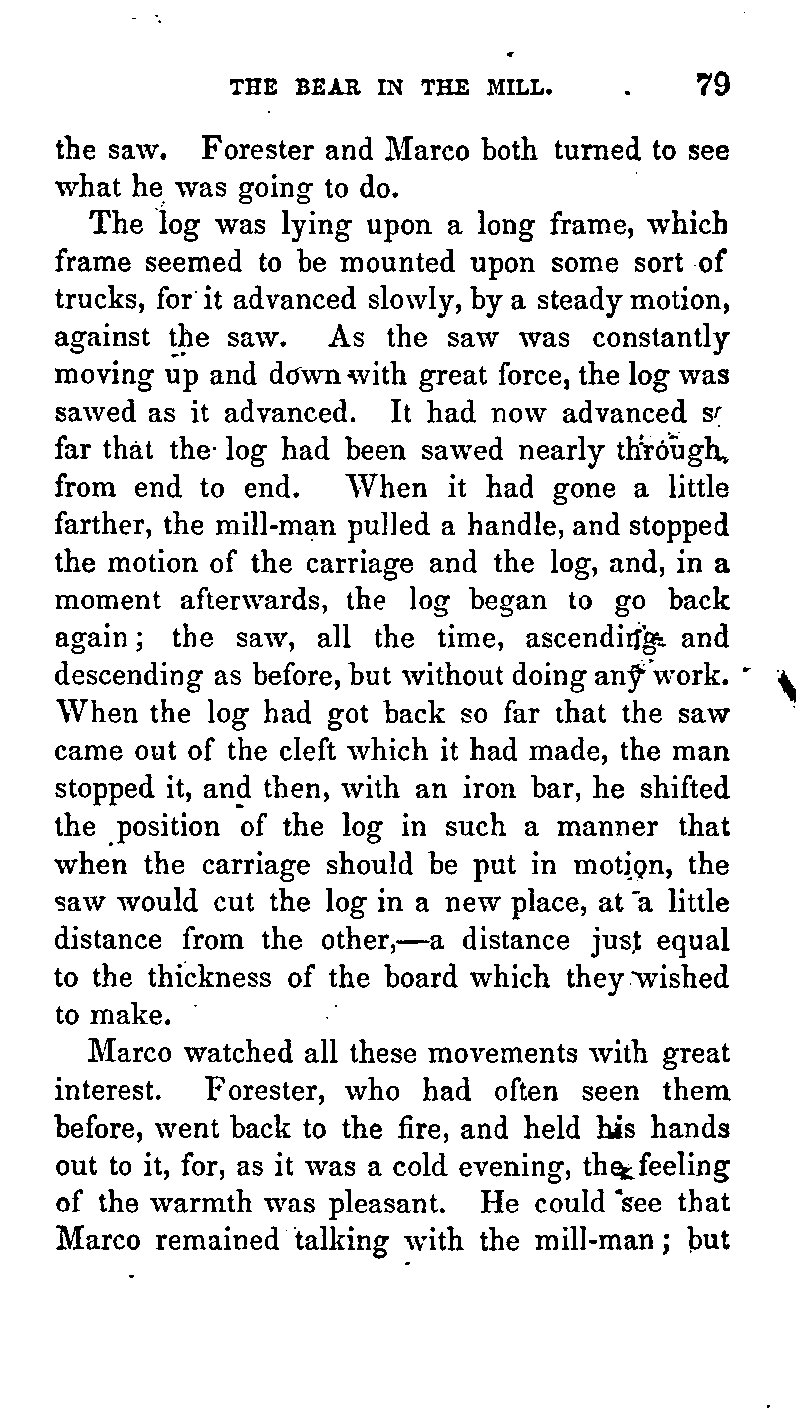 THE BEAR IN THE MILL. 79
the saw. Forester and Marco both turned to see
what he was going to do.
The log was lying upon a long frame, which
frame seemed to be mounted upon some sort of
trucks, for it advanced slowly, by a steady motion,
against the saw. As the saw was constantly
moving up and down with great force, the log was
sawed as it advanced. It had now advanced
far that the log had been sawed nearly through,
from end to end. When it had gone a little
farther, the mill-man pulled a handle, and stopped
the motion of the carriage and the log, and, in a
moment afterwards, the log began to go back
again; the saw, all the time, ascending and
descending as before, but without doing any work.
When the log had got back so far that the saw
came out of the cleft which it had made, the man
stopped it, and then, with an iron bar, he shifted
the position of the log in such a manner that
when the carriage should be put in motion, the
saw would cut the log in a new place, at a little
distance from the other,—a distance just equal
to the thickness of the board which they wished
to make.
Marco watched all these movements with great
interest. Forester, who had often seen them
before, went back to the fire, and held his hands
out to it, for, as it was a cold evening, the feeling
of the warmth was pleasant. He could see that
Marco remained talking with the mill-man; but